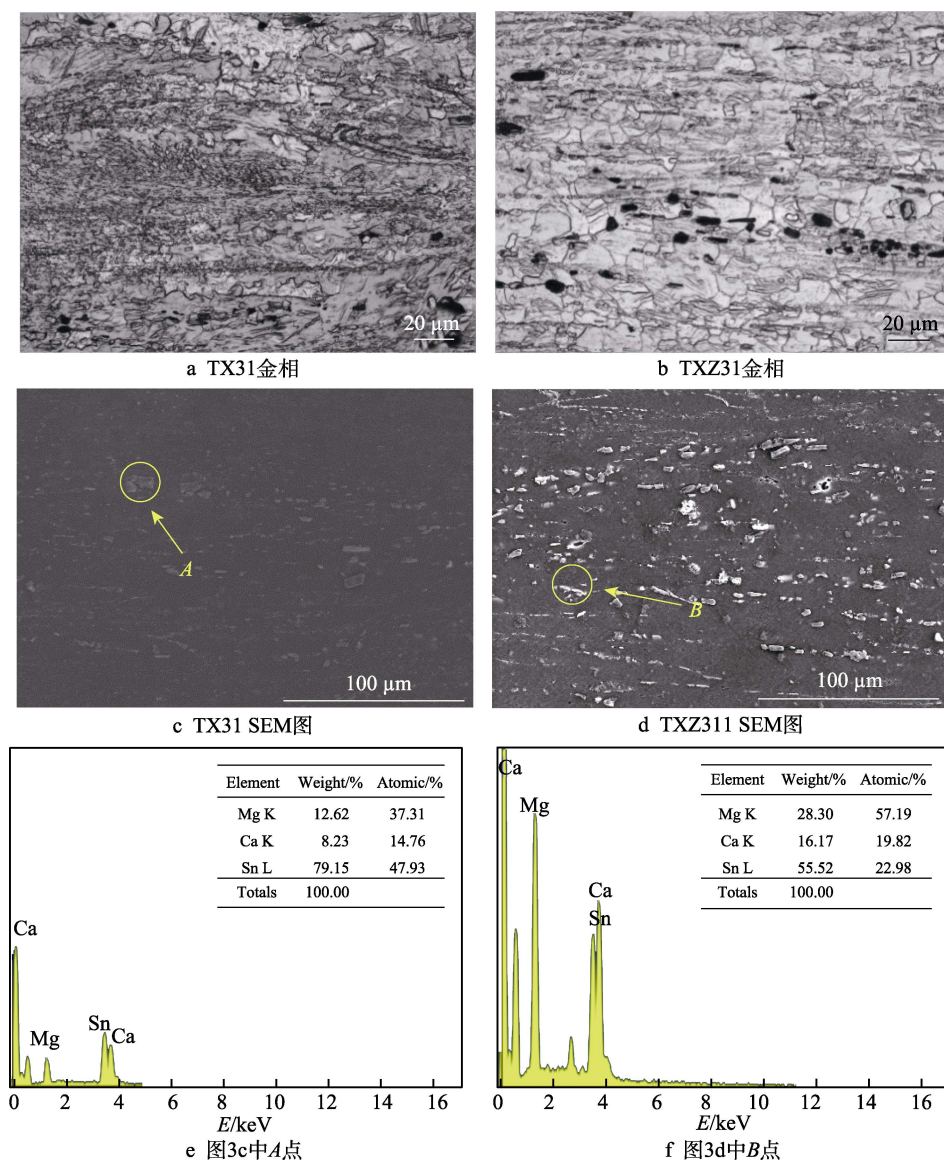 20 µm
20 µm
a TX31金相
b TXZ31金相
A
100 µm
B
100 µm
c TX31 SEM图
d TXZ311 SEM图
Element Weight/% Atomic/%
Mg K 12.62 37.31
Ca K 8.23 14.76
Sn L 79.15 47.93
Totals 100.00
Ca
Mg
Sn
Ca
0 2 4 6 8 10 12 14 16
E/keV
e 图3c中A点
Element Weight/% Atomic/%
Mg K 28.30 57.19
Ca K 16.17 19.82
Sn L 55.52 22.98
Totals 100.00
Ca
Mg
Ca
Sn
0 2 4 6 8 10 12 14 16
E/keV
f 图3d中B点